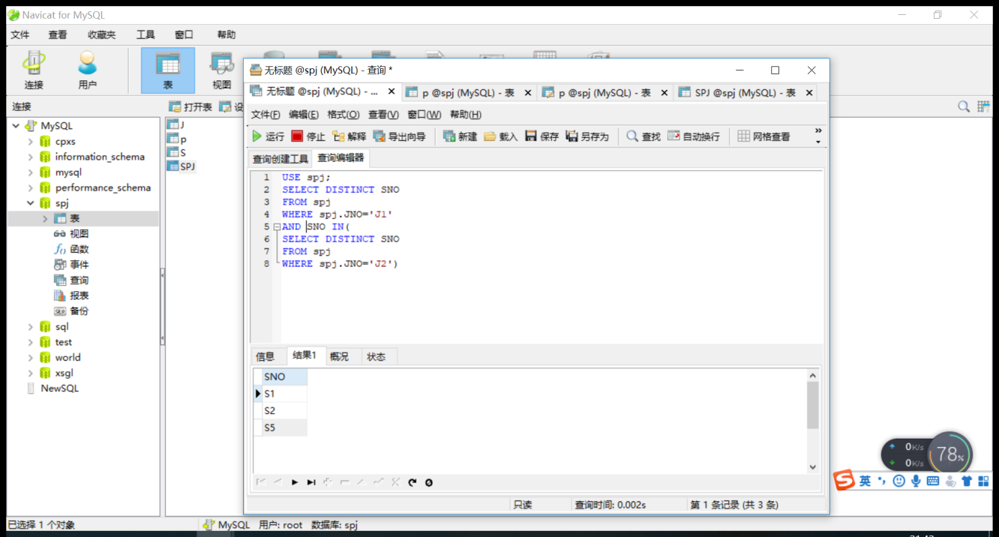 Navicat for MySQL
文件 查看 收藏夹 工具 窗口 帮助
连接 用户 表 视图
连接
打开表 设
MySQL
cpxs
information_schema
mysql
performance_schema
spj
表
视图
函数
事件
查询
报表
备份
sql
test
world
xsgl
NewSQL
J
p
S
SPJ
无标题 @spj (MySQL) - 查询 *
无标题 @spj (MySQL) - ... p @spj (MySQL) - 表 p @spj (MySQL) - 表 SPJ @spj (MySQL) - 表
文件(F) 编辑(E) 格式(O) 查看(V) 窗口(W) 帮助(H)
运行 停止 解释 导出向导 新建 载入 保存 另存为 查找 自动换行 网格查看
查询创建工具 查询编辑器
1 USE spj;
2 SELECT DISTINCT SNO
3 FROM spj
4 WHERE spj.JNO='J1'
5 AND SNO IN(
6 SELECT DISTINCT SNO
7 FROM spj
8 WHERE spj.JNO='J2')
信息 结果1 概况 状态
SNO
S1
S2
S5
只读 查询时间: 0.002s 第 1 条记录 (共 3 条)
0K/s
0K/s
78%
S 英
已选择 1 个对象 MySQL 用户: root 数据库: spj